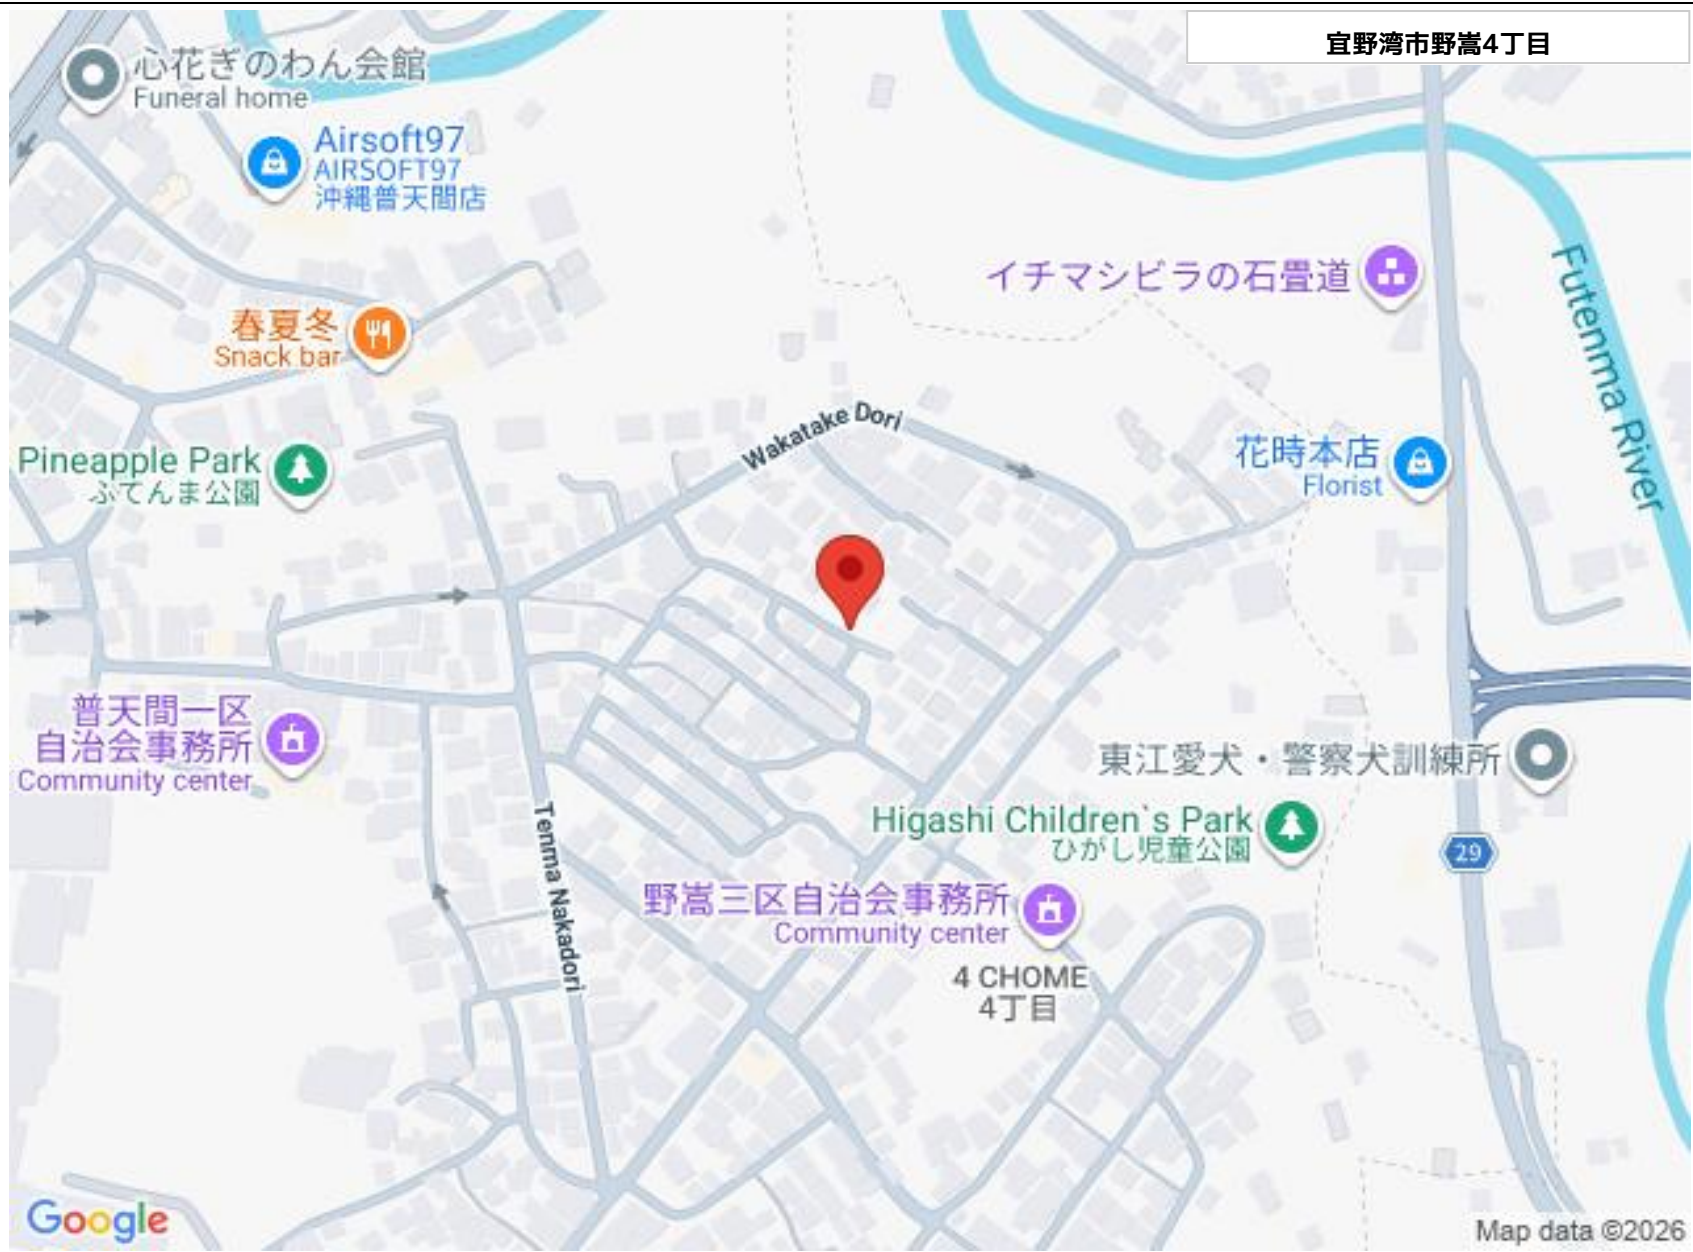 宜野湾市野嵩4丁目
心花ぎのわん会館
Funeral home
Airsoft97
AIRSOFT97
沖縄普天間店
イチマシビラの石畳道
Futenma River
春夏冬
Snack bar
Wakatake Dori
Pineapple Park
ふてんま公園
花時本店
Florist
普天間一区
自治会事務所
Community center
東江愛犬・警察犬訓練所
Higashi Children`s Park
ひがし児童公園
29
Tenma Nakadori
野嵩三区自治会事務所
Community center
4 CHOME
4丁目
Google
Map data ©2026